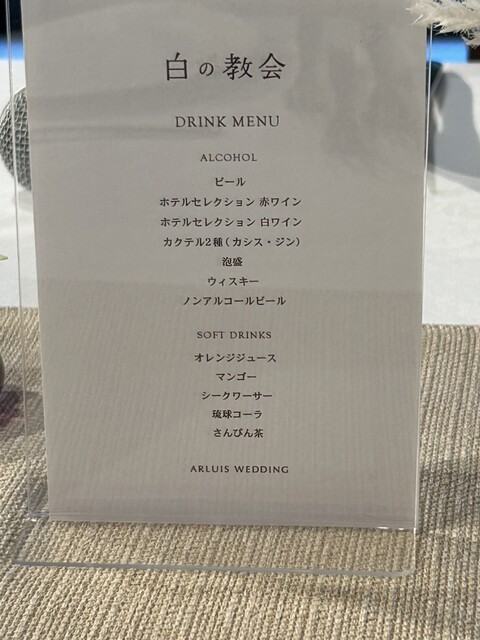 白の教会
DRINK MENU
ALCOHOL
ビール
ホテルセレクション 赤ワイン
ホテルセレクション 白ワイン
カクテル2種(カシス・ジン)
泡盛
ウィスキー
ノンアルコールビール
SOFT DRINKS
オレンジジュース
マンゴー
シークワーサー
琉球コーラ
さんぴん茶
ARLUIS WEDDING